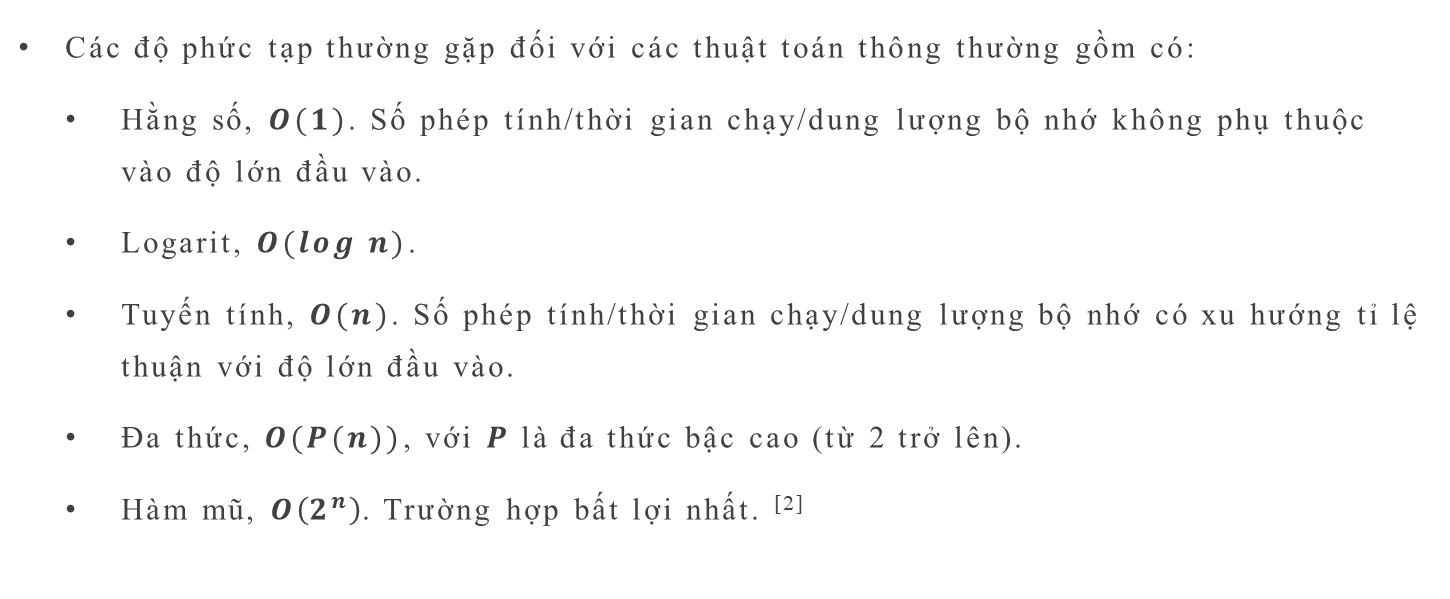 • Các độ phức tạp thường gặp đối với các thuật toán thông thường gồm có:
• Hằng số, O(1). Số phép tính/thời gian chạy/dung lượng bộ nhớ không phụ thuộc
vào độ lớn đầu vào.
• Logarit, O(log n).
• Tuyến tính, O(n). Số phép tính/thời gian chạy/dung lượng bộ nhớ có xu hướng tỉ lệ
thuận với độ lớn đầu vào.
• Đa thức, O(P(n)), với P là đa thức bậc cao (từ 2 trở lên).
• Hàm mũ, O(2ⁿ). Trường hợp bất lợi nhất. [2]